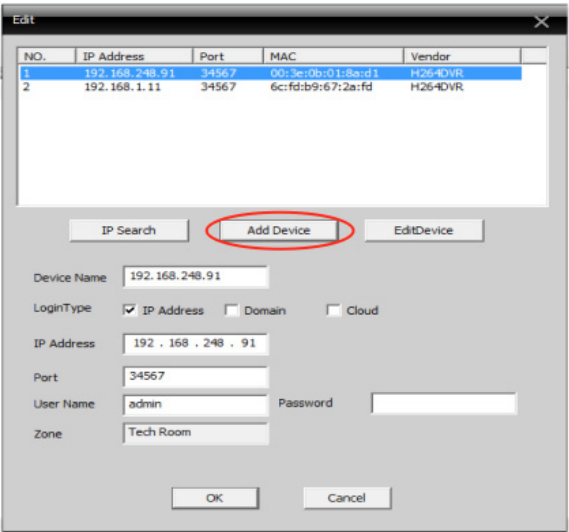 Edit
NO. IP Address Port MAC Vendor
1 192.168.248.91 34567 00:3e:0b:01:8a:d1 H264DVR
2 192.168.1.11 34567 6c:fd:b9:67:2a:fd H264DVR
IP Search Add Device EditDevice
Device Name 192.168.248.91
LoginType IP Address Domain Cloud
IP Address 192 . 168 . 248 . 91
Port 34567
User Name admin Password
Zone Tech Room
OK Cancel